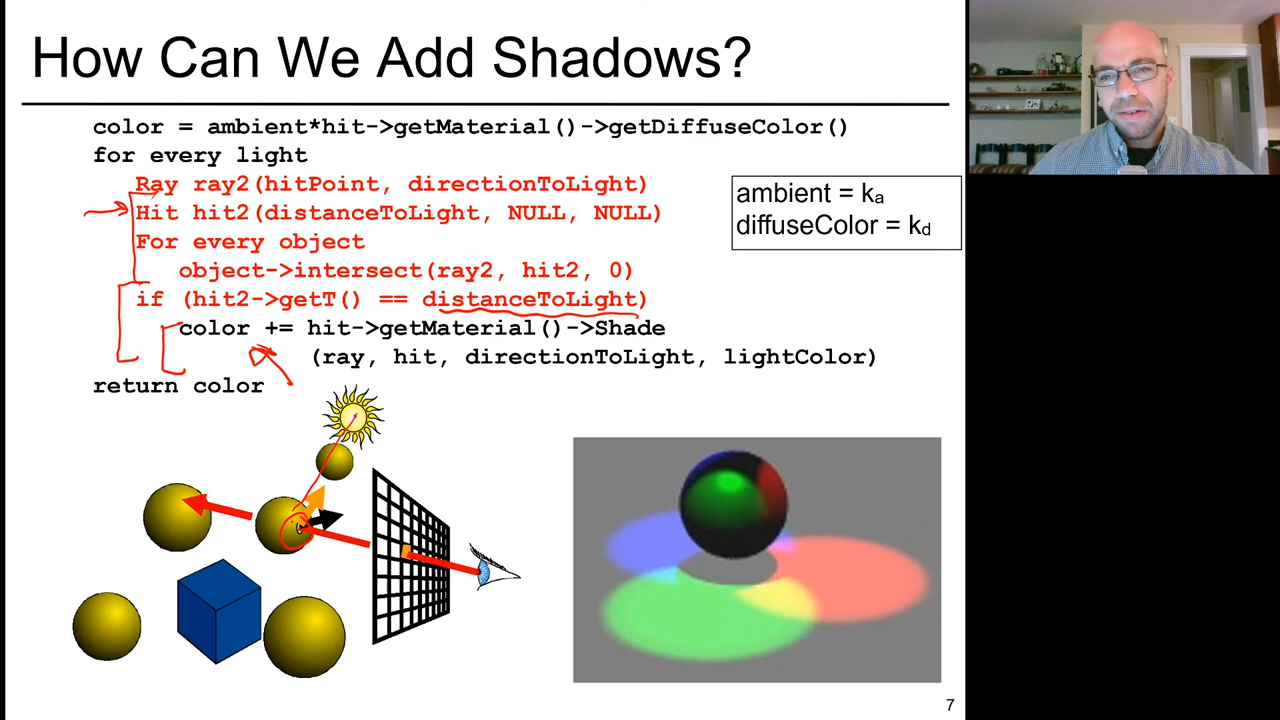 How Can We Add Shadows?
color = ambient*hit->getMaterial()->getDiffuseColor()
for every light
Ray ray2(hitPoint, directionToLight)
Hit hit2(distanceToLight, NULL, NULL)
For every object
object->intersect(ray2, hit2, 0)
if (hit2->getT() == distanceToLight)
color += hit->getMaterial()->Shade
(ray, hit, directionToLight, lightColor)
return color
ambient = ka
diffuseColor = kd
7